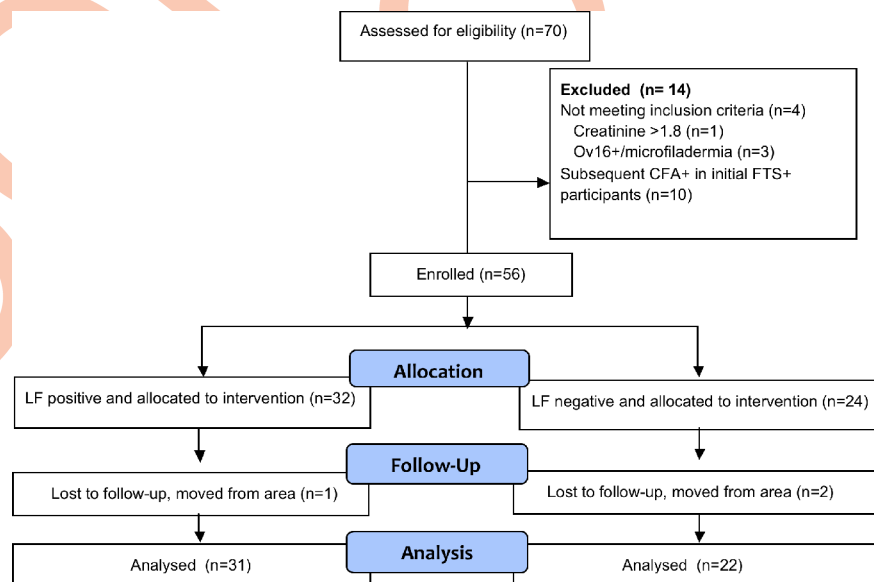 Assessed for eligibility (n=70)
Excluded (n= 14)
Not meeting inclusion criteria (n=4)
Creatinine >1.8 (n=1)
Ov16+/microfiladermia (n=3)
Subsequent CFA+ in initial FTS+
participants (n=10)
Enrolled (n=56)
Allocation
LF positive and allocated to intervention (n=32)
LF negative and allocated to intervention (n=24)
Follow-Up
Lost to follow-up, moved from area (n=1)
Lost to follow-up, moved from area (n=2)
Analysis
Analysed (n=31)
Analysed (n=22)